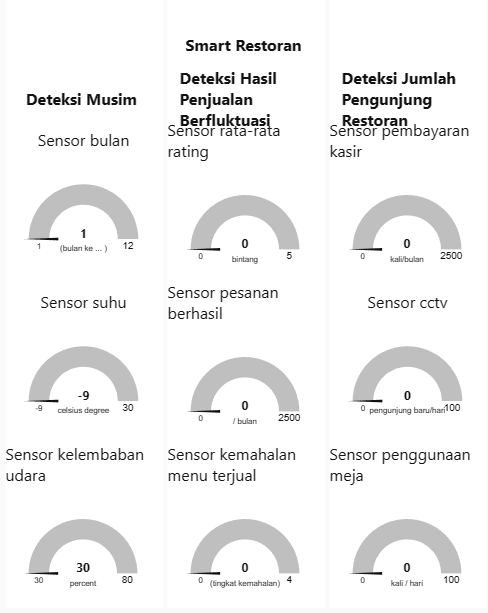 Smart Restoran
Deteksi Musim
Sensor bulan
1
1
(bulan ke ... )
12
Sensor suhu
-9
-9
celsius degree
30
Sensor kelembaban
udara
30
30
percent
80
Deteksi Hasil
Penjualan
Berfluktuasi
Sensor rata-rata
rating
0
0
bintang
5
Sensor pesanan
berhasil
0
0
/ bulan
2500
Sensor kemahalan
menu terjual
0
0
(tingkat kemahalan)
4
Deteksi Jumlah
Pengunjung
Restoran
Sensor pembayaran
kasir
0
0
kali/bulan
2500
Sensor cctv
0
0
pengunjung baru/hari
100
Sensor penggunaan
meja
0
0
kali / hari
100